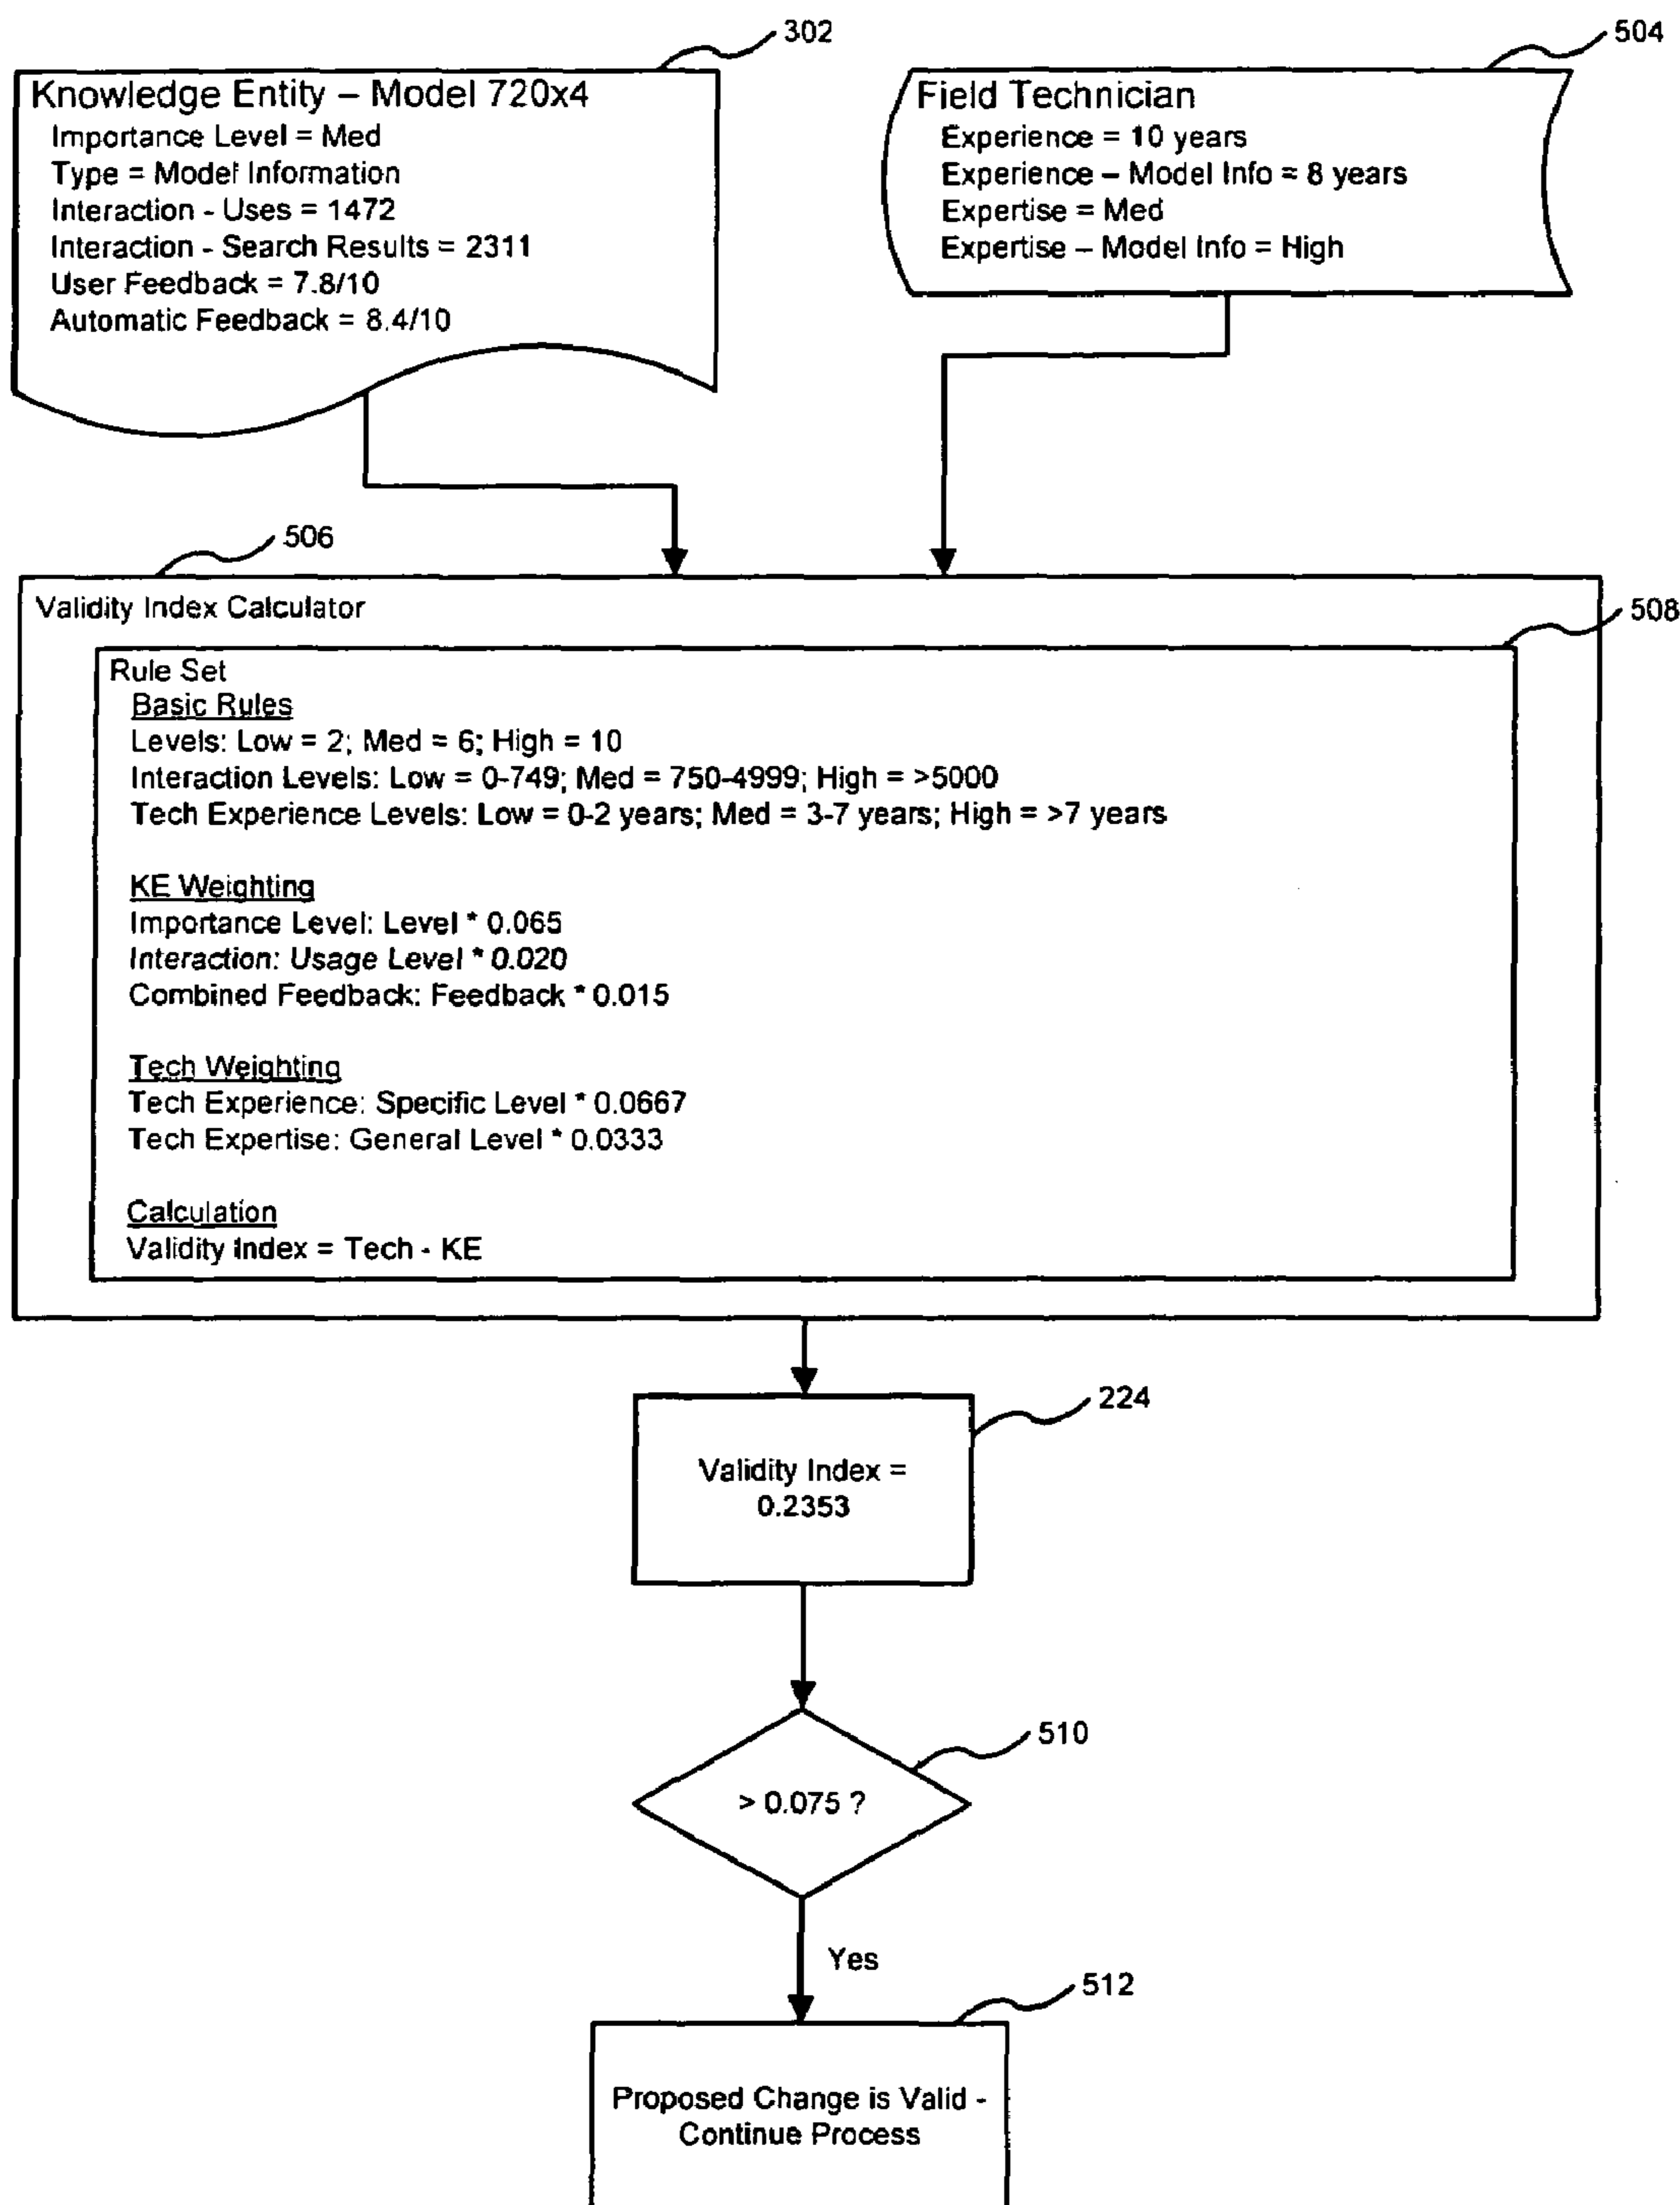 302
504
Knowledge Entity – Model 720x4
Importance Level = Med
Type = Model Information
Interaction - Uses = 1472
Interaction - Search Results = 2311
User Feedback = 7.8/10
Automatic Feedback = 8.4/10
Field Technician
Experience = 10 years
Experience – Model Info = 8 years
Expertise = Med
Expertise – Model Info = High
506
Validity Index Calculator
508
Rule Set
Basic Rules
Levels: Low = 2; Med = 6; High = 10
Interaction Levels: Low = 0-749; Med = 750-4999; High = >5000
Tech Experience Levels: Low = 0-2 years; Med = 3-7 years; High = >7 years
KE Weighting
Importance Level: Level * 0.065
Interaction: Usage Level * 0.020
Combined Feedback: Feedback * 0.015
Tech Weighting
Tech Experience: Specific Level * 0.0667
Tech Expertise: General Level * 0.0333
Calculation
Validity Index = Tech - KE
224
Validity Index =
0.2353
510
> 0.075 ?
Yes
512
Proposed Change is Valid -
Continue Process